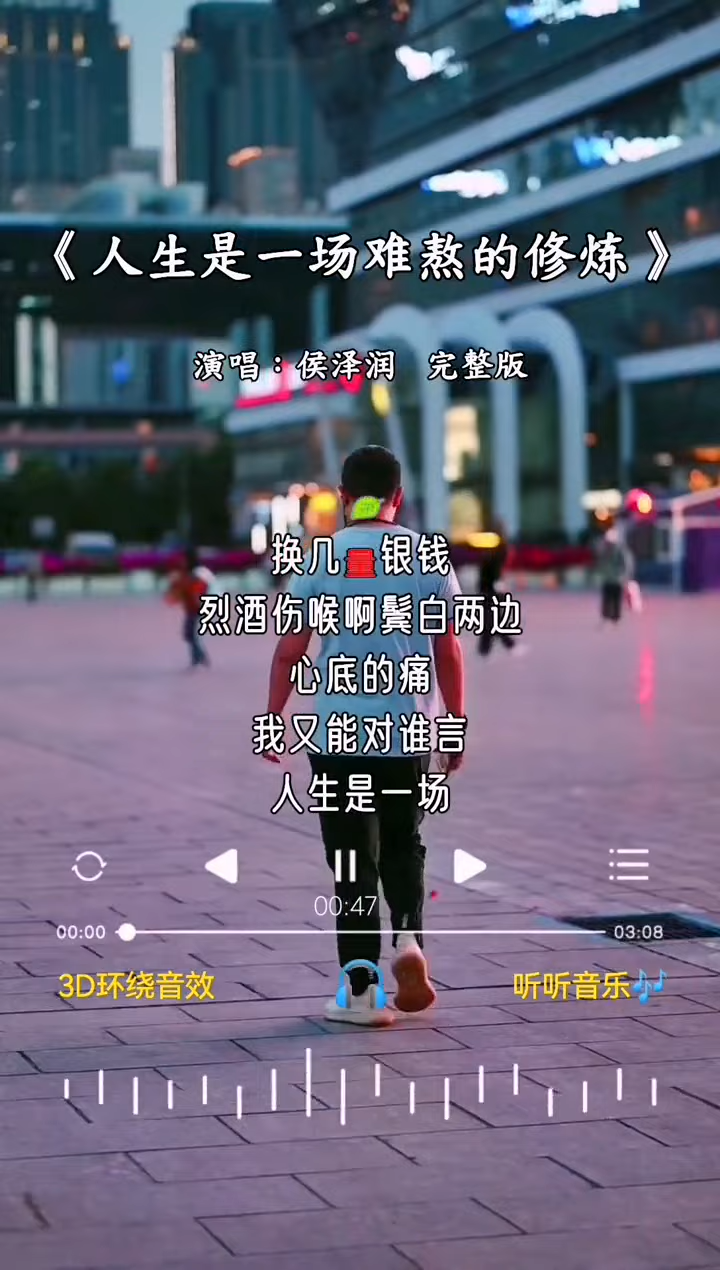 《人生是一场难熬的修炼》
演唱：侯泽润 完整版
换几量银钱
烈酒伤喉啊鬓白两边
心底的痛
我又能对谁言
人生是一场
00:47
00:00 03:08
3D环绕音效 听听音乐